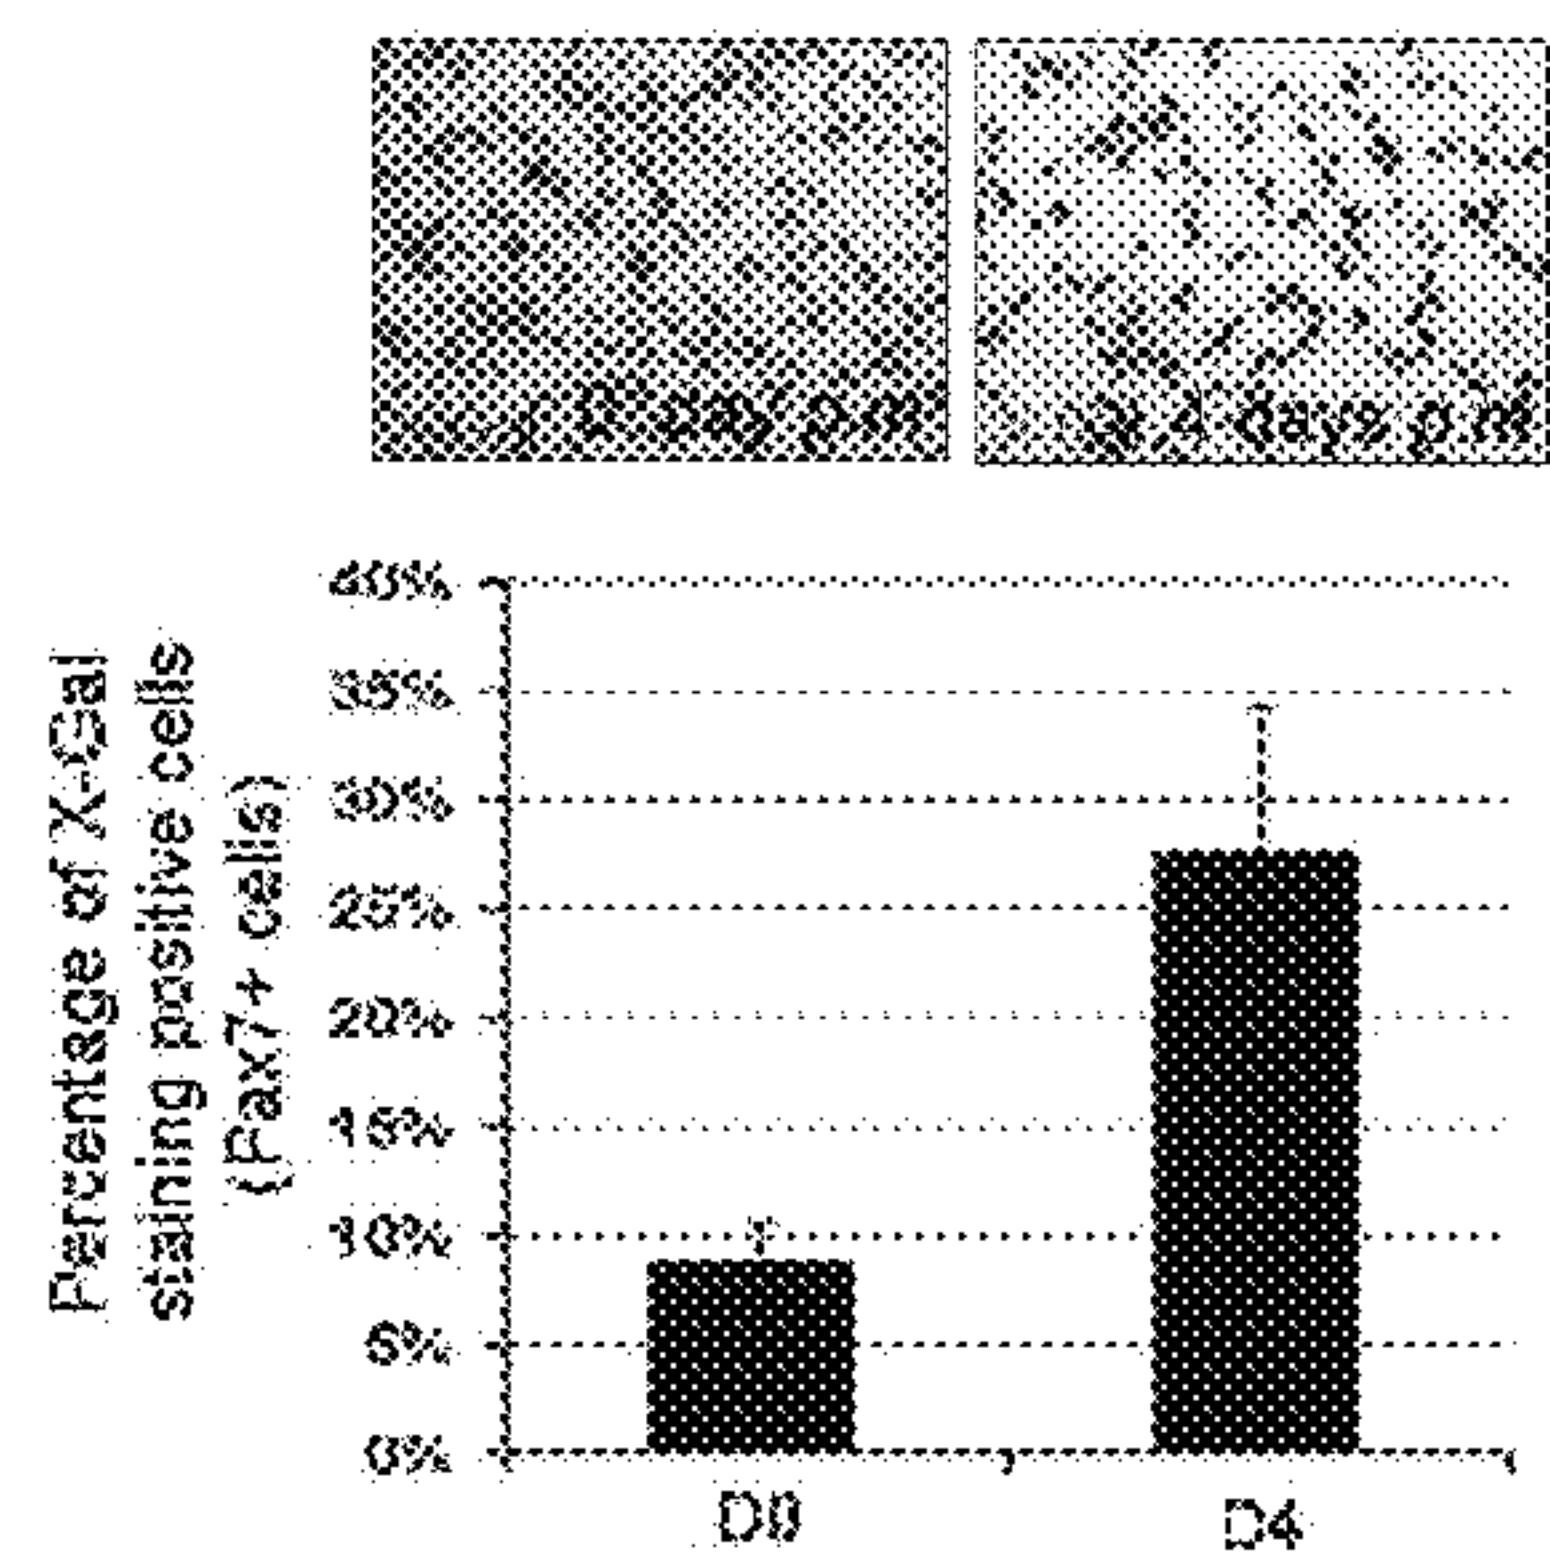 0 day p.m
4 days p.m
Percentage of X-Gal
staining positive cells
(Pax7+ cells)
40%
35%
30%
25%
20%
15%
10%
5%
0%
D0
D4